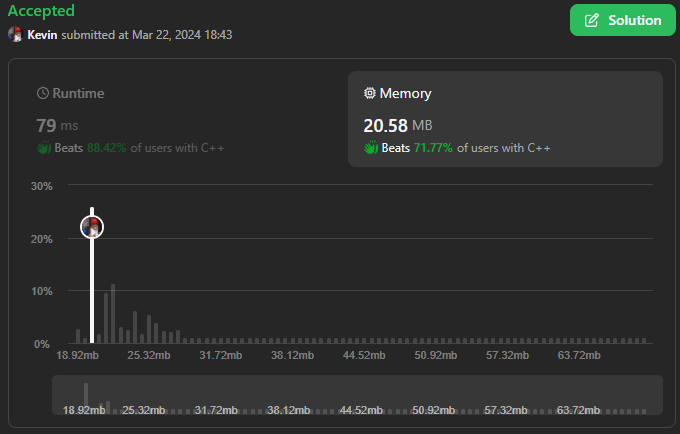 Accepted
Kevin submitted at Mar 22, 2024 18:43
Solution
Runtime
79 ms
Beats 88.42% of users with C++
Memory
20.58 MB
Beats 71.77% of users with C++
30%
20%
10%
0%
18.92mb 25.32mb 31.72mb 38.12mb 44.52mb 50.92mb 57.32mb 63.72mb
18.92mb 25.32mb 31.72mb 38.12mb 44.52mb 50.92mb 57.32mb 63.72mb